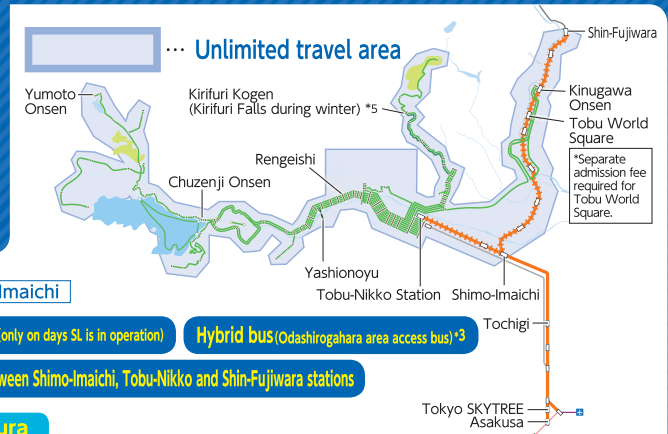 … Unlimited travel area
Shin-Fujiwara
Yumoto
Onsen
Kirifuri Kogen
(Kirifuri Falls during winter) *5
Kinugawa
Onsen
Tobu World
Square
*Separate
admission fee
required for
Tobu World
Square.
Rengeishi
Chuzenji Onsen
Yashionoyu
Tobu-Nikko Station
Shimo-Imaichi
Imaichi
(only on days SL is in operation)
Hybrid bus (Odashirogahara area access bus) *3
Tochigi
ween Shimo-Imaichi, Tobu-Nikko and Shin-Fujiwara stations
Tokyo SKYTREE
Asakusa
ura